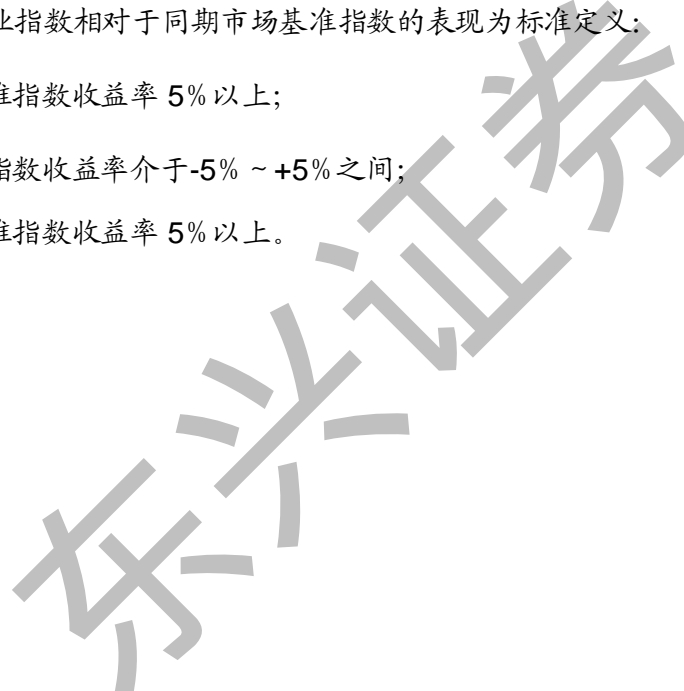 业指数相对于同期市场基准指数的表现为标准定义:
准指数收益率 5%以上;
指数收益率介于-5% ~ +5%之间;
准指数收益率 5%以上。
东兴证券